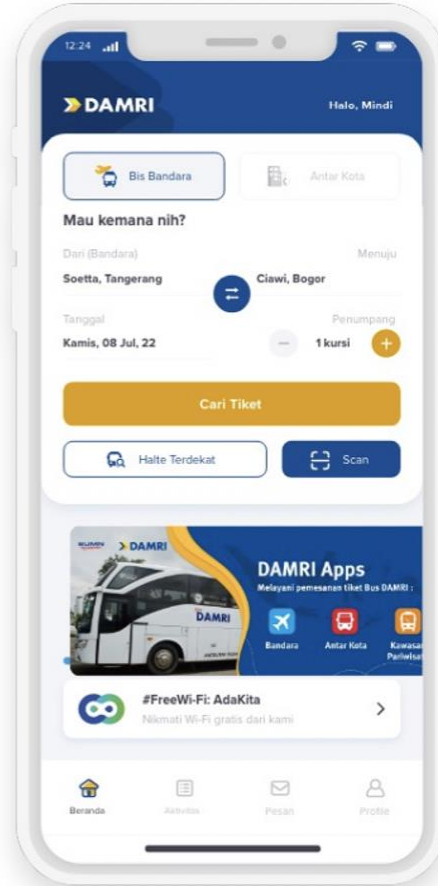 12:24
DAMRI
Halo, Mindi
Bis Bandara
Antar Kota
Mau kemana nih?
Dari (Bandara)
Menuju
Soetta, Tangerang
Ciawi, Bogor
Tanggal
Penumpang
Kamis, 08 Jul, 22
1 kursi
Cari Tiket
Halte Terdekat
Scan
BUMN
DAMRI
DAMRI Apps
Melayani pemesanan tiket Bus DAMRI :
DAMRI
Bandara
Antar Kota
Kawasan
Pariwisat
#FreeWi-Fi: AdaKita
Nikmati Wi-Fi gratis dari kami
Beranda
Aktivitas
Pesan
Profile